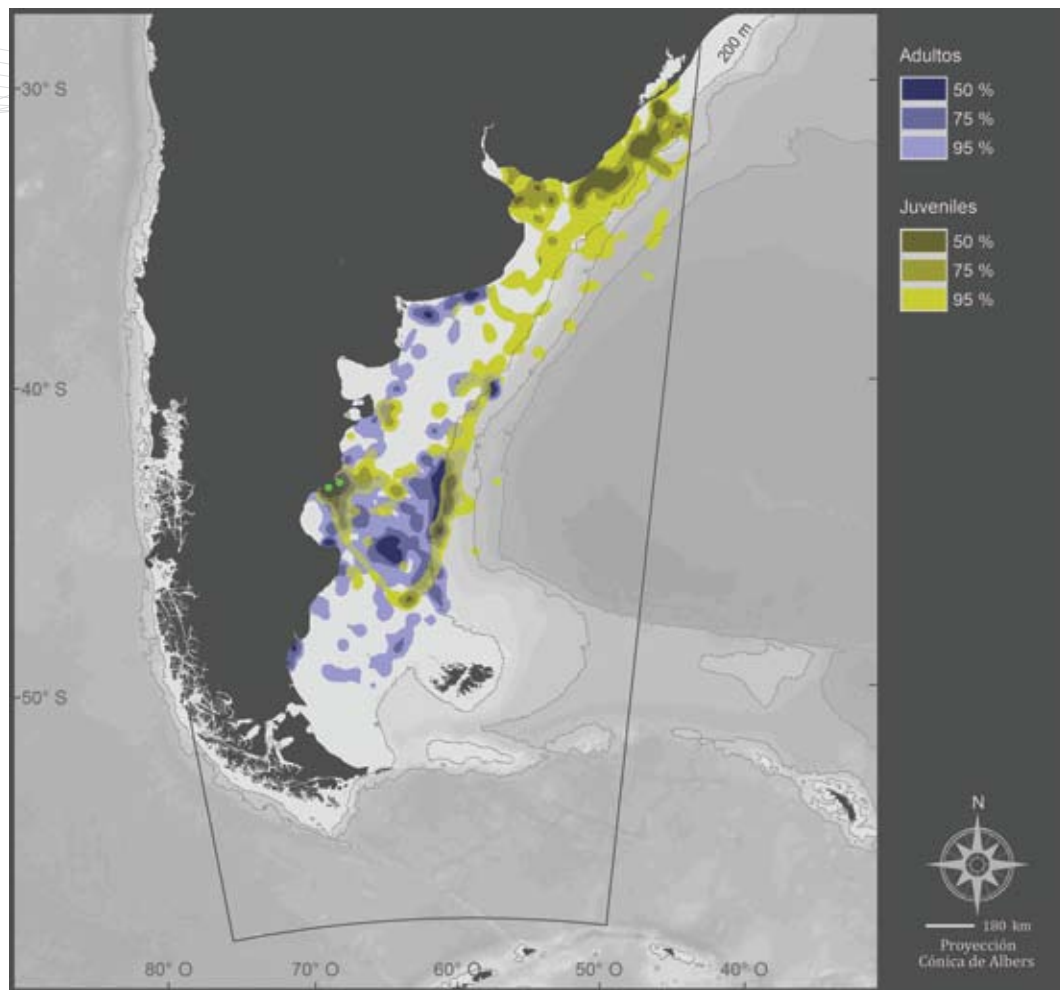 200 m
30° S
40° S
50° S
80° O
70° O
60° O
50° O
40° O
Adultos
50 %
75 %
95 %
Juveniles
50 %
75 %
95 %
N
180 km
Proyección
Cónica de Albers